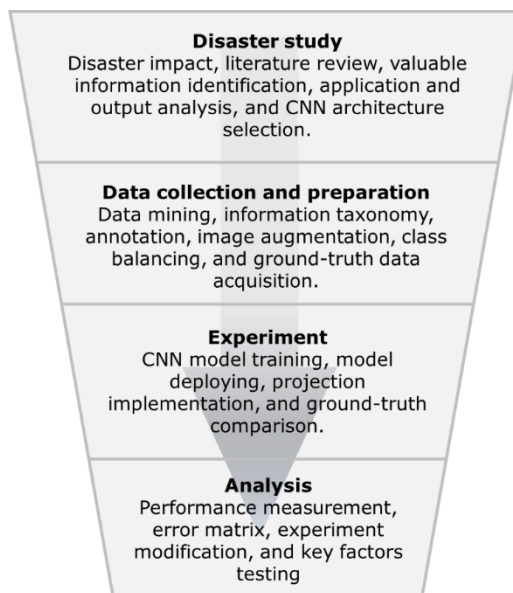 Disaster study
Disaster impact, literature review, valuable
information identification, application and
output analysis, and CNN architecture
selection.
Data collection and preparation
Data mining, information taxonomy,
annotation, image augmentation, class
balancing, and ground-truth data
acquisition.
Experiment
CNN model training, model
deploying, projection
implementation, and ground-truth
comparison.
Analysis
Performance measurement,
error matrix, experiment
modification, and key factors
testing